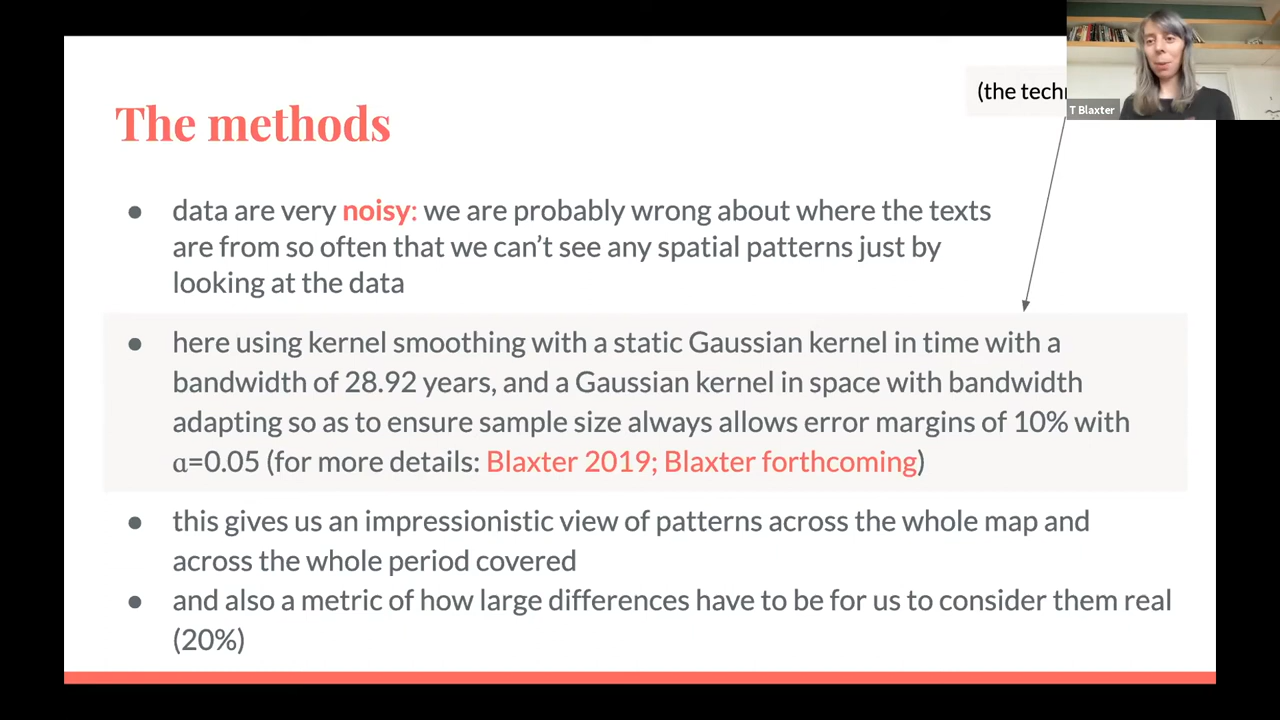 (the tech
T Blaxter
The methods
● data are very noisy: we are probably wrong about where the texts
are from so often that we can't see any spatial patterns just by
looking at the data
● here using kernel smoothing with a static Gaussian kernel in time with a
bandwidth of 28.92 years, and a Gaussian kernel in space with bandwidth
adapting so as to ensure sample size always allows error margins of 10% with
α=0.05 (for more details: Blaxter 2019; Blaxter forthcoming)
● this gives us an impressionistic view of patterns across the whole map and
across the whole period covered
● and also a metric of how large differences have to be for us to consider them real
(20%)